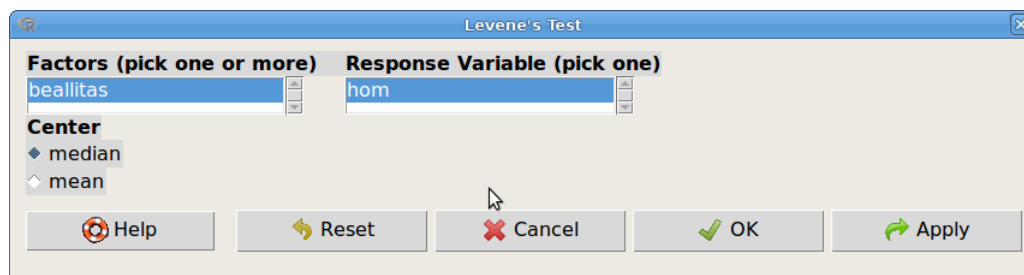 Levene's Test
Factors (pick one or more) Response Variable (pick one)
beallitas hom
Center
median
mean
Help Reset Cancel OK Apply